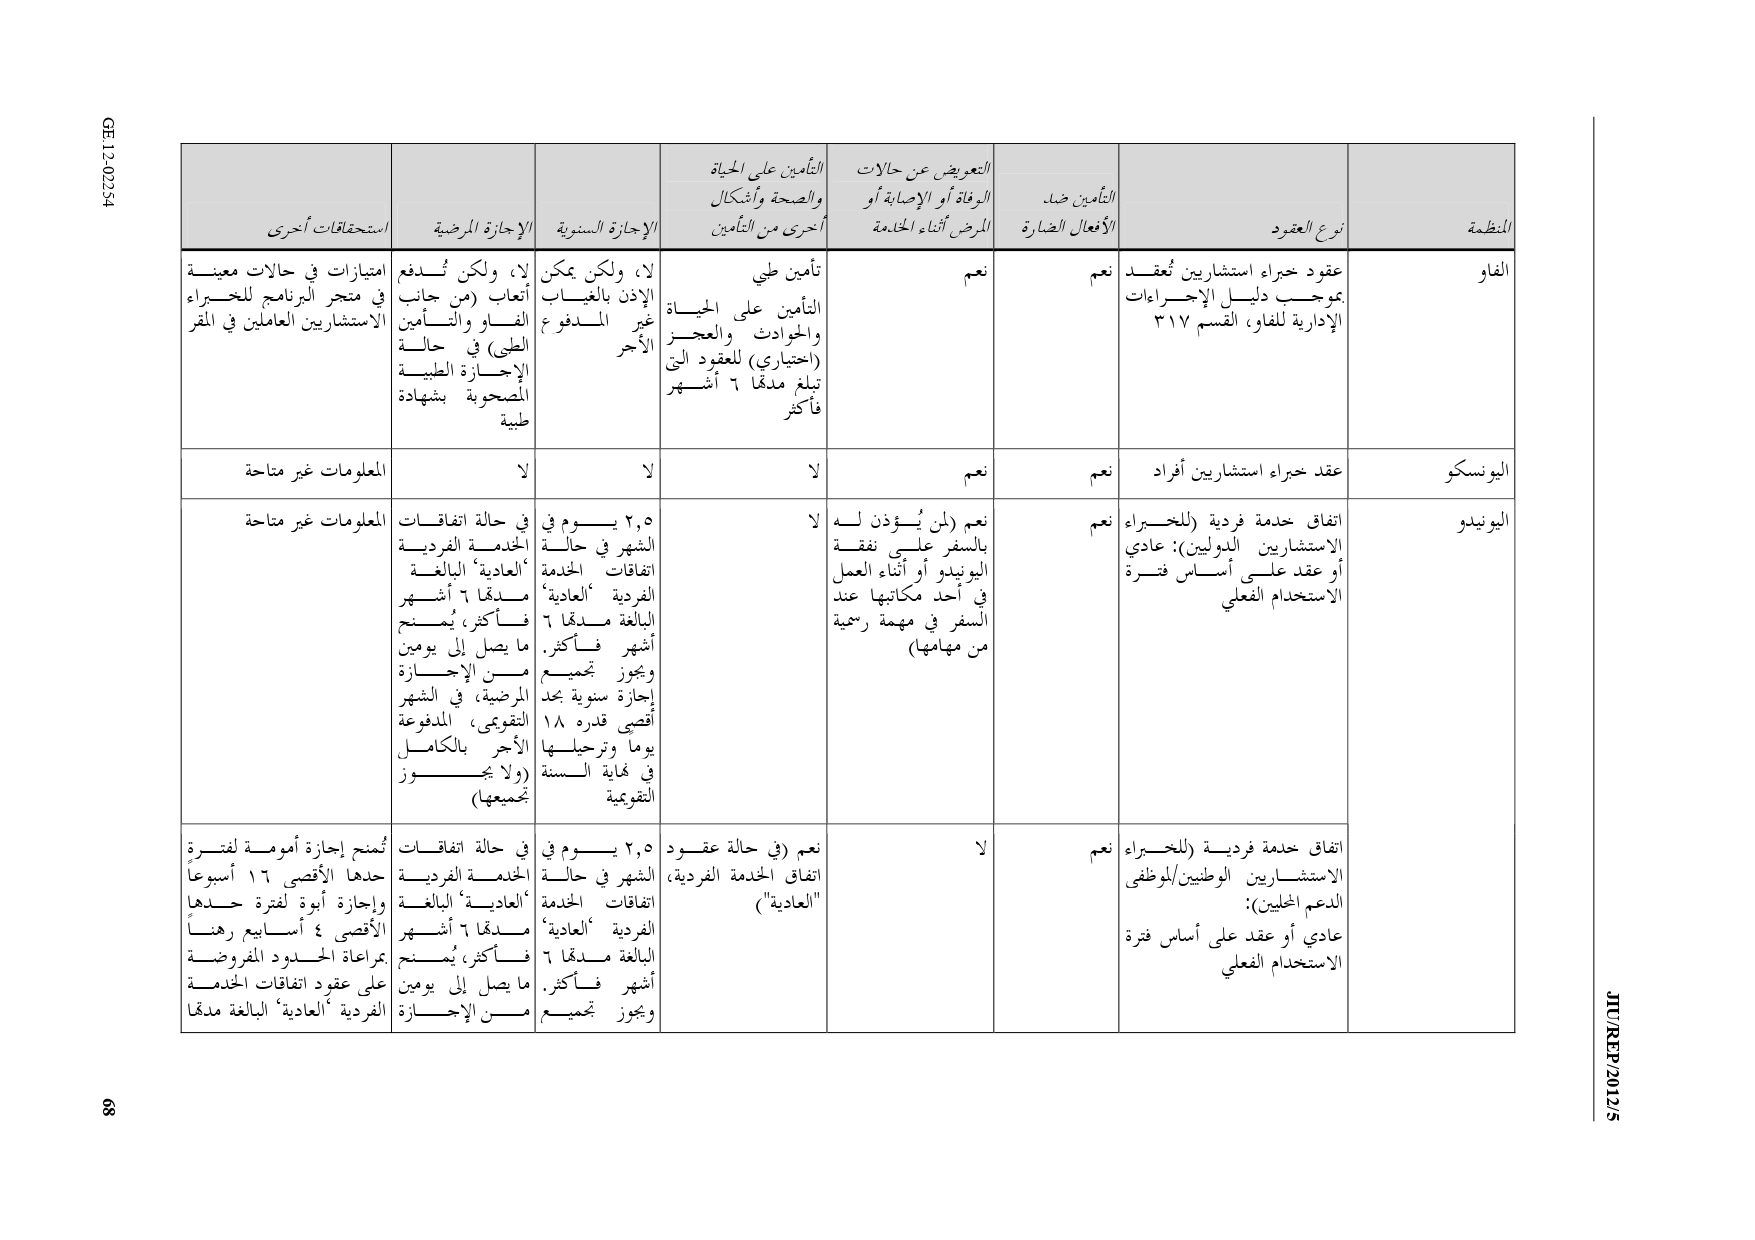 JIU/REP/2012/5
المنظمة
نوع العقود
التأمين ضد
الأفعال الضارة
التعويض عن حالات
الوفاة أو الإصابة أو
المرض أثناء الخدمة
التأمين على الحياة
والصحة وأشكال
أخرى من التأمين
الإجازة السنوية
الإجازة المرضية
استحقاقات أخرى
الفاو
عقود خبراء استشاريين تُعقد
بموجب دليل الإجراءات
الإدارية للفاو، القسم ٣١٧
نعم
نعم
تأمين طبي
التأمين على الحياة
والحوادث والعجز
(اختياري) للعقود التي
تبلغ مدتها ٦ أشهر
فأكثر
لا، ولكن يمكن
الإذن بالغياب
غير المدفوع
الأجر
لا، ولكن تُدفع
أتعاب (من جانب
الفاو والتأمين
الطبي) في حالة
الإجازة الطبية
المصحوبة بشهادة
طبية
امتيازات في حالات معينة
في متجر البرنامج للخبراء
الاستشاريين العاملين في المقر
اليونسكو
عقد خبراء استشاريين أفراد
نعم
نعم
لا
لا
لا
المعلومات غير متاحة
اليونيدو
اتفاق خدمة فردية (للخبراء
الاستشاريين الدوليين): عادي
أو عقد على أساس فترة
الاستخدام الفعلي
نعم
نعم (لمن يُؤذن له
بالسفر على نفقة
اليونيدو أو أثناء العمل
في أحد مكاتبها عند
السفر في مهمة رسمية
من مهامها)
لا
٢,٥ يوم في
الشهر في حالة
اتفاقات الخدمة
الفردية ‘العادية‘
البالغة مدتها ٦
أشهر فأكثر.
ويجوز تجميع
إجازة سنوية بحد
أقصى قدره ١٨
يوماً وترحيلها
في نهاية السنة
التقويمية
في حالة اتفاقات
الخدمة الفردية
‘العادية‘ البالغة
مدتها ٦ أشهر
فأكثر، يُمنح
ما يصل إلى يومين
من الإجازة
المرضية، في الشهر
التقويمي، المدفوعة
الأجر بالكامل
(ولا يجوز
تجميعها)
المعلومات غير متاحة
اتفاق خدمة فردية (للخبراء
الاستشاريين الوطنيين/لموظفي
الدعم المحليين):
عادي أو عقد على أساس فترة
الاستخدام الفعلي
نعم
لا
نعم (في حالة عقود
اتفاق الخدمة الفردية،
"العادية")
٢,٥ يوم في
الشهر في حالة
اتفاقات الخدمة
الفردية ‘العادية‘
البالغة مدتها ٦
أشهر فأكثر.
ويجوز تجميع
في حالة اتفاقات
الخدمة الفردية
‘العادية‘ البالغة
مدتها ٦ أشهر
فأكثر، يُمنح
ما يصل إلى يومين
من الإجازة
تُمنح إجازة أمومة لفترة
حدها الأقصى ١٦ أسبوعاً
وإجازة أبوة لفترة حدها
الأقصى ٤ أسابيع رهناً
بمراعاة الحدود المفروضة
على عقود اتفاقات الخدمة
الفردية ‘العادية‘ البالغة مدتها
GE.12-02254
68